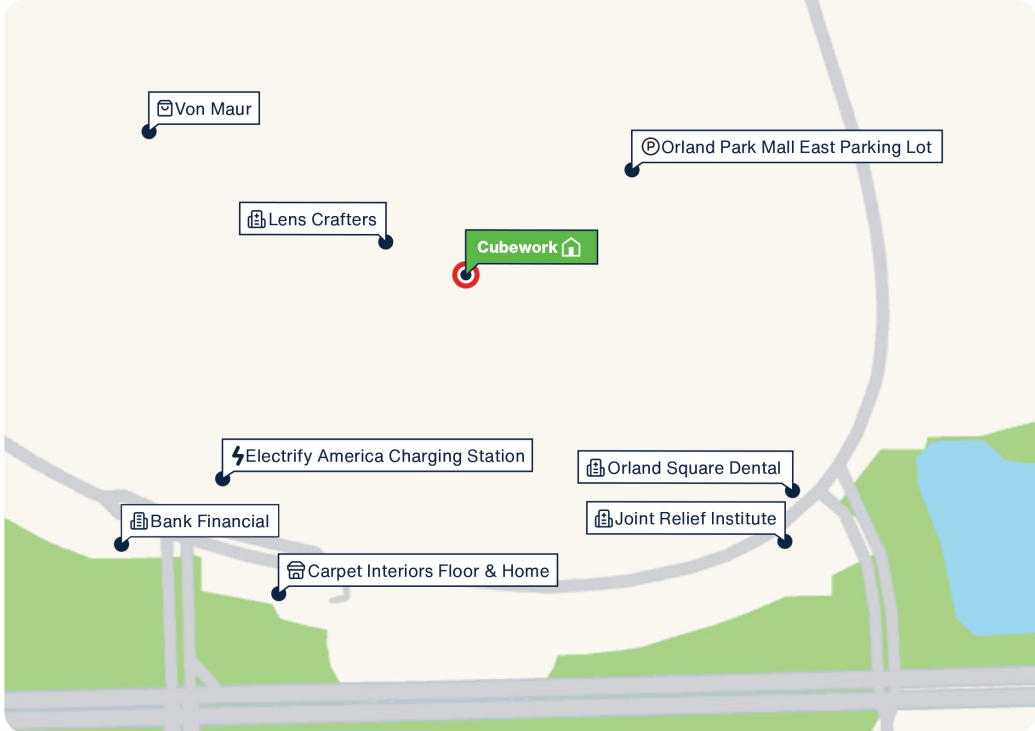 Von Maur
Orland Park Mall East Parking Lot
Lens Crafters
Cubework
Electrify America Charging Station
Orland Square Dental
Bank Financial
Joint Relief Institute
Carpet Interiors Floor & Home